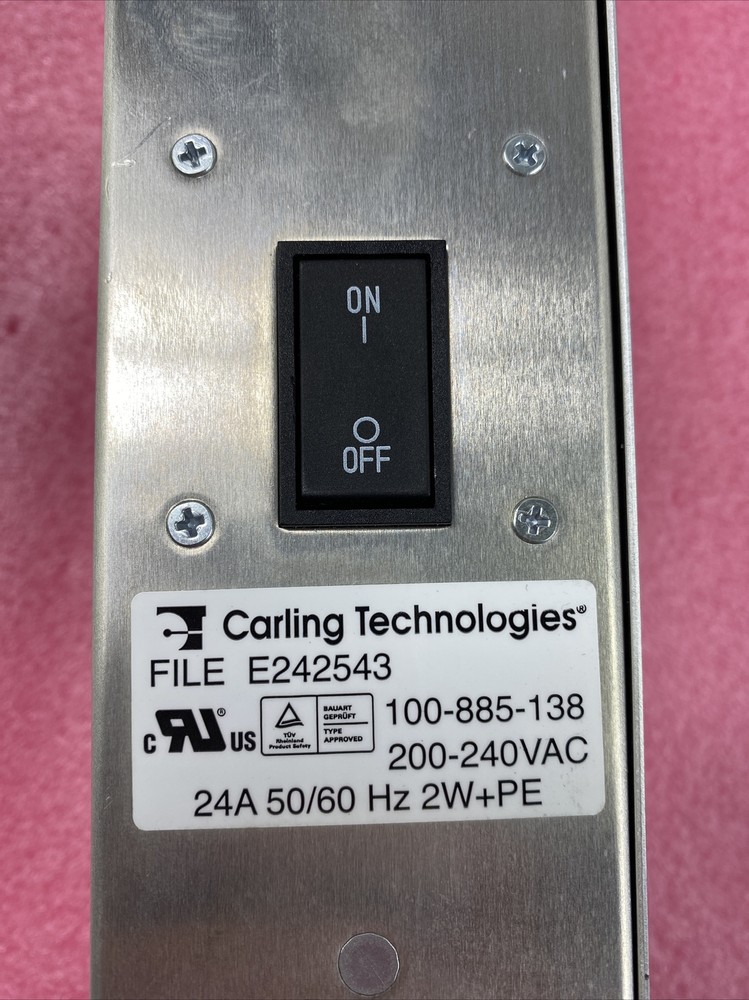 ON
I
O
OFF
Carling Technologies®
FILE E242543
c RU® US
TÜV
Rheinland
Product Safety
BAUART
GEPRÜFT
TYPE
APPROVED
100-885-138
200-240VAC
24A 50/60 Hz 2W+PE